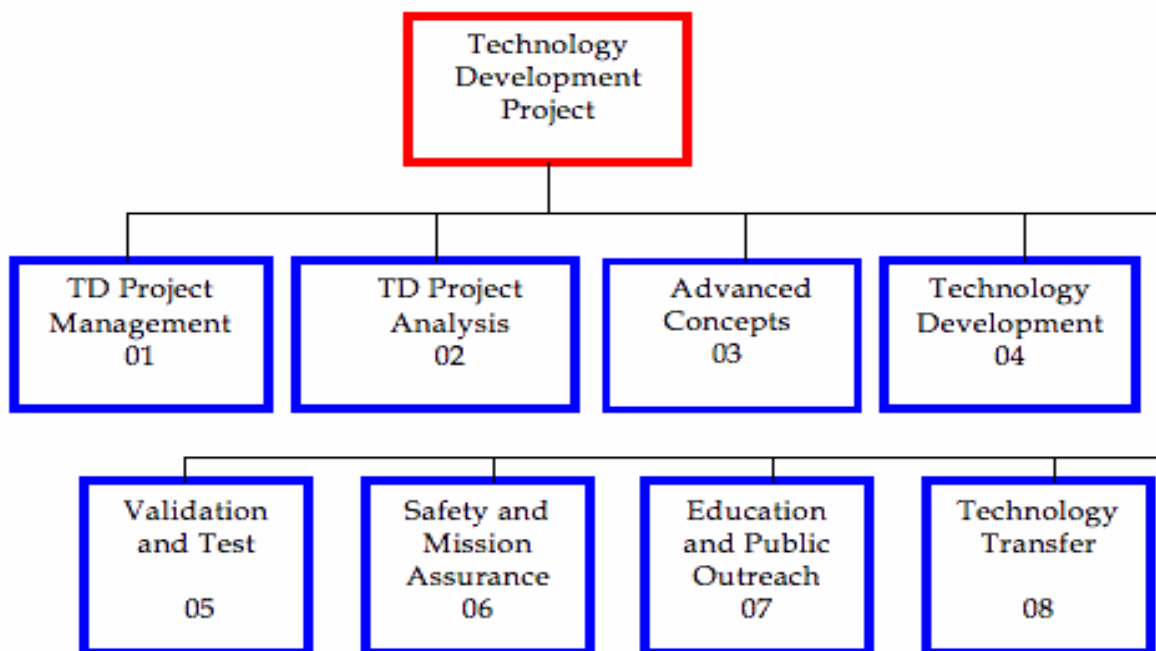 Technology
Development
Project
TD Project
Management
01
TD Project
Analysis
02
Advanced
Concepts
03
Technology
Development
04
Validation
and Test
05
Safety and
Mission
Assurance
06
Education
and Public
Outreach
07
Technology
Transfer
08